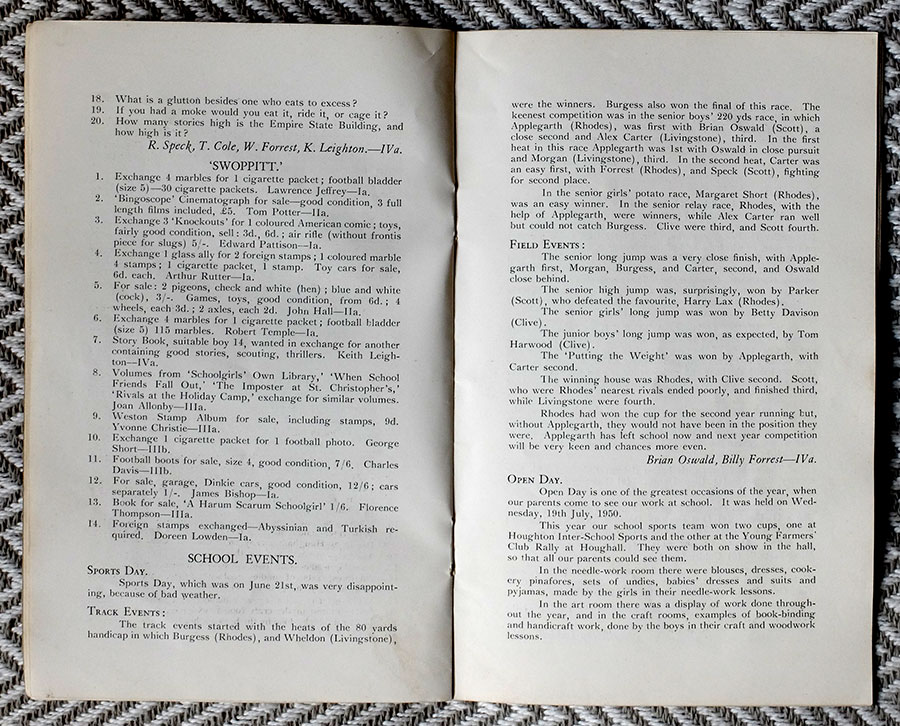 18. What is a glutton besides one who eats to excess?
19. If you had a moke would you eat it, ride it, or cage it?
20. How many stories high is the Empire State Building, and
how high is it?
R. Speck, T. Cole, W. Forrest, K. Leighton.—IVa.
'SWOPPITT.'
1. Exchange 4 marbles for 1 cigarette packet; football bladder
(size 5)—30 cigarette packets. Lawrence Jeffrey—Ia.
2. 'Bingoscope' Cinematograph for sale—good condition, 3 full
length films included, £5. Tom Potter—IIa.
3. Exchange 3 'Knockouts' for 1 coloured American comic; toys,
fairly good condition, sell: 3d., 6d.; air rifle (without frontis
piece for slugs) 5/-. Edward Pattison—Ia.
4. Exchange 1 glass ally for 2 foreign stamps; 1 coloured marble
4 stamps; 1 cigarette packet, 1 stamp. Toy cars for sale,
6d. each. Arthur Rutter—Ia.
5. For sale: 2 pigeons, check and white (hen); blue and white
(cock), 3/-. Games, toys, good condition, from 6d.; 4
wheels, each 3d.; 2 axles, each 2d. John Hall—IIa.
6. Exchange 4 marbles for 1 cigarette packet; football bladder
(size 5) 115 marbles. Robert Temple—Ia.
7. Story Book, suitable boy 14, wanted in exchange for another
containing good stories, scouting, thrillers. Keith Leigh-
ton—IVa.
8. Volumes from 'Schoolgirls' Own Library,' 'When School
Friends Fall Out,' 'The Imposter at St. Christopher's,'
'Rivals at the Holiday Camp,' exchange for similar volumes.
Joan Allonby—IIIa.
9. Weston Stamp Album for sale, including stamps, 9d.
Yvonne Christie—IIIa.
10. Exchange 1 cigarette packet for 1 football photo. George
Short—IIIb.
11. Football boots for sale, size 4, good condition, 7/6. Charles
Davis—IIIb.
12. For sale, garage, Dinkie cars, good condition, 12/6; cars
separately 1/-. James Bishop—Ia.
13. Book for sale, 'A Harum Scarum Schoolgirl' 1/6. Florence
Thompson—IIIa.
14. Foreign stamps exchanged—Abyssinian and Turkish re-
quired. Doreen Lowden—Ia.
SCHOOL EVENTS.
SPORTS DAY.
Sports Day, which was on June 21st, was very disappoint-
ing, because of bad weather.
TRACK EVENTS:
The track events started with the heats of the 80 yards
handicap in which Burgess (Rhodes), and Wheldon (Livingstone),
were the winners. Burgess also won the final of this race. The
keenest competition was in the senior boys' 220 yds race, in which
Applegarth (Rhodes), was first with Brian Oswald (Scott), a
close second and Alex Carter (Livingstone), third. In the first
heat in this race Applegarth was 1st with Oswald in close pursuit
and Morgan (Livingstone), third. In the second heat, Carter was
an easy first, with Forrest (Rhodes), and Speck (Scott), fighting
for second place.
In the senior girls' potato race, Margaret Short (Rhodes),
was an easy winner. In the senior relay race, Rhodes, with the
help of Applegarth, were winners, while Alex Carter ran well
but could not catch Burgess. Clive were third, and Scott fourth.
FIELD EVENTS:
The senior long jump was a very close finish, with Apple-
garth first, Morgan, Burgess, and Carter, second, and Oswald
close behind.
The senior high jump was, surprisingly, won by Parker
(Scott), who defeated the favourite, Harry Lax (Rhodes).
The senior girls' long jump was won by Betty Davison
(Clive).
The junior boys' long jump was won, as expected, by Tom
Harwood (Clive).
The 'Putting the Weight' was won by Applegarth, with
Carter second.
The winning house was Rhodes, with Clive second. Scott,
who were Rhodes' nearest rivals ended poorly, and finished third,
while Livingstone were fourth.
Rhodes had won the cup for the second year running but,
without Applegarth, they would not have been in the position they
were. Applegarth has left school now and next year competition
will be very keen and chances more even.
Brian Oswald, Billy Forrest—IVa.
OPEN DAY.
Open Day is one of the greatest occasions of the year, when
our parents come to see our work at school. It was held on Wed-
nesday, 19th July, 1950.
This year our school sports team won two cups, one at
Houghton Inter-School Sports and the other at the Young Farmers'
Club Rally at Houghall. They were both on show in the hall,
so that all our parents could see them.
In the needle-work room there were blouses, dresses, cook-
ery pinafores, sets of undies, babies' dresses and suits and
pyjamas, made by the girls in their needle-work lessons.
In the art room there was a display of work done through-
out the year, and in the craft rooms, examples of book-binding
and handicraft work, done by the boys in their craft and woodwork
lessons.